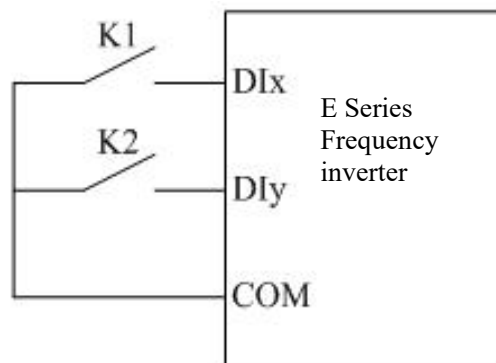 K1
DIx
E Series
Frequency
inverter
K2
DIy
COM